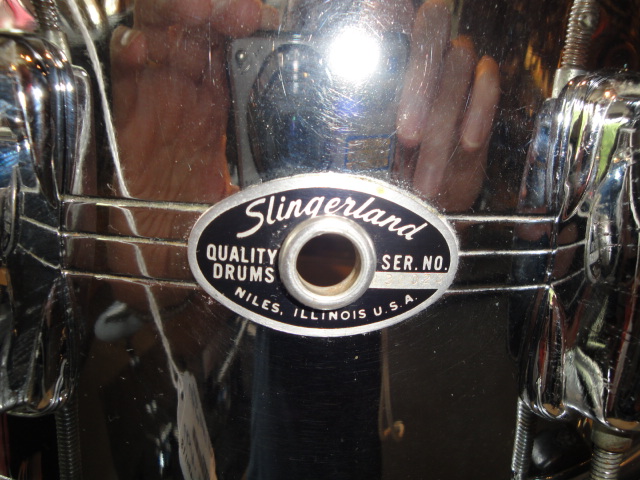 Slingerland
QUALITY
DRUMS
SER. NO.
NILES, ILLINOIS U.S.A.